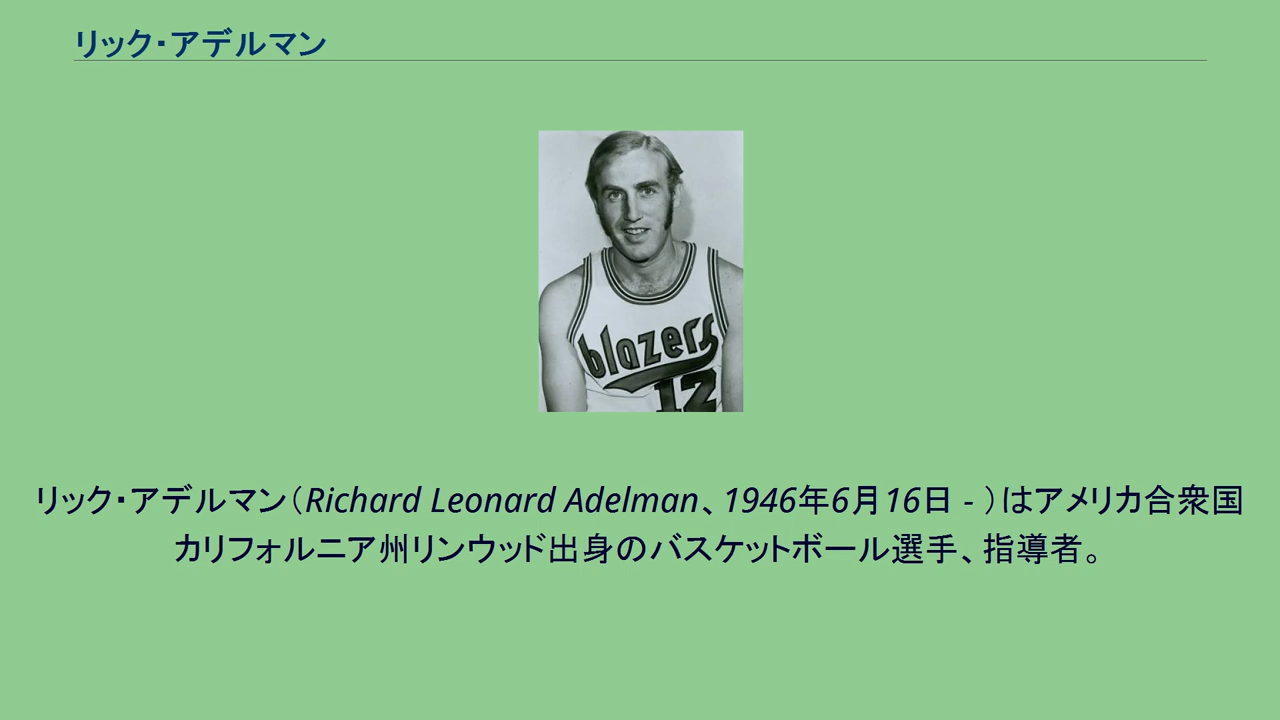 リック・アデルマン
blazers
12
リック・アデルマン（Richard Leonard Adelman、1946年6月16日 - ）はアメリカ合衆国
カリフォルニア州リンウッド出身のバスケットボール選手、指導者。